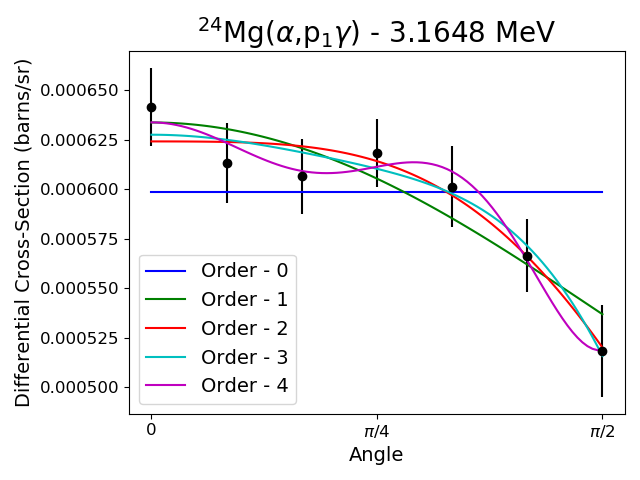 ²⁴Mg(α,p₁γ) - 3.1648 MeV
Differential Cross-Section (barns/sr)
0.000650
0.000625
0.000600
0.000575
0.000550
0.000525
0.000500
Order - 0
Order - 1
Order - 2
Order - 3
Order - 4
0
π/4
π/2
Angle